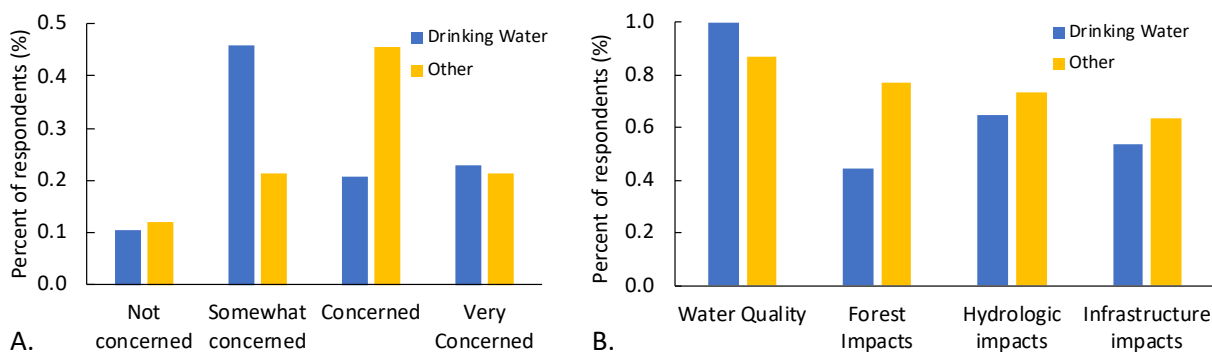 Percent of respondents (%)
0.5
0.4
0.3
0.2
0.1
0.0
Drinking Water
Other
Not
concerned
Somewhat
concerned
Concerned
Very
Concerned
A.
Percent of respondents (%)
1.0
0.8
0.6
0.4
0.2
0.0
Drinking Water
Other
Water Quality
Forest
Impacts
Hydrologic
impacts
Infrastructure
impacts
B.